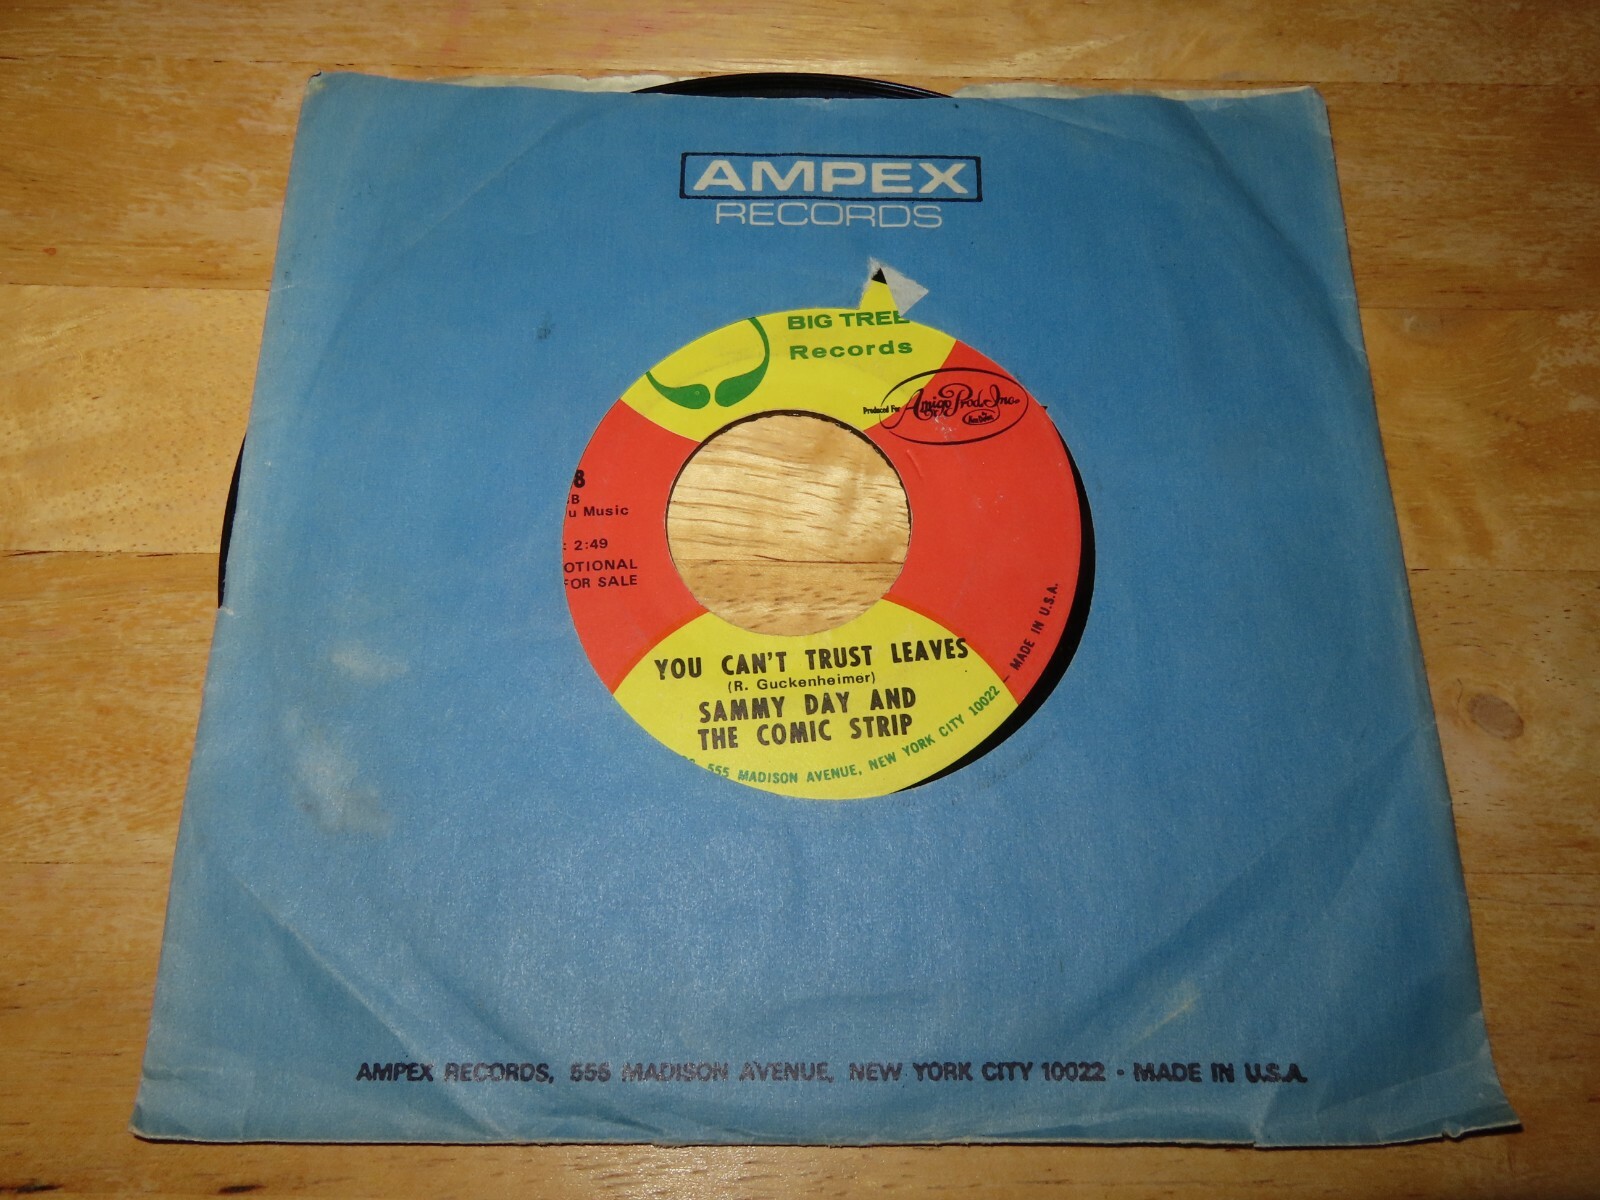 AMPEX
RECORDS
BIG TREE
Records
Produced For Amigo Prod. Inc.
8
B
u Music
: 2:49
OTIONAL
FOR SALE
YOU CAN'T TRUST LEAVES
(R. Guckenheimer)
SAMMY DAY AND
THE COMIC STRIP
555 MADISON AVENUE, NEW YORK CITY 10022 - MADE IN U.S.A.
AMPEX RECORDS, 555 MADISON AVENUE, NEW YORK CITY 10022 • MADE IN U.S.A.